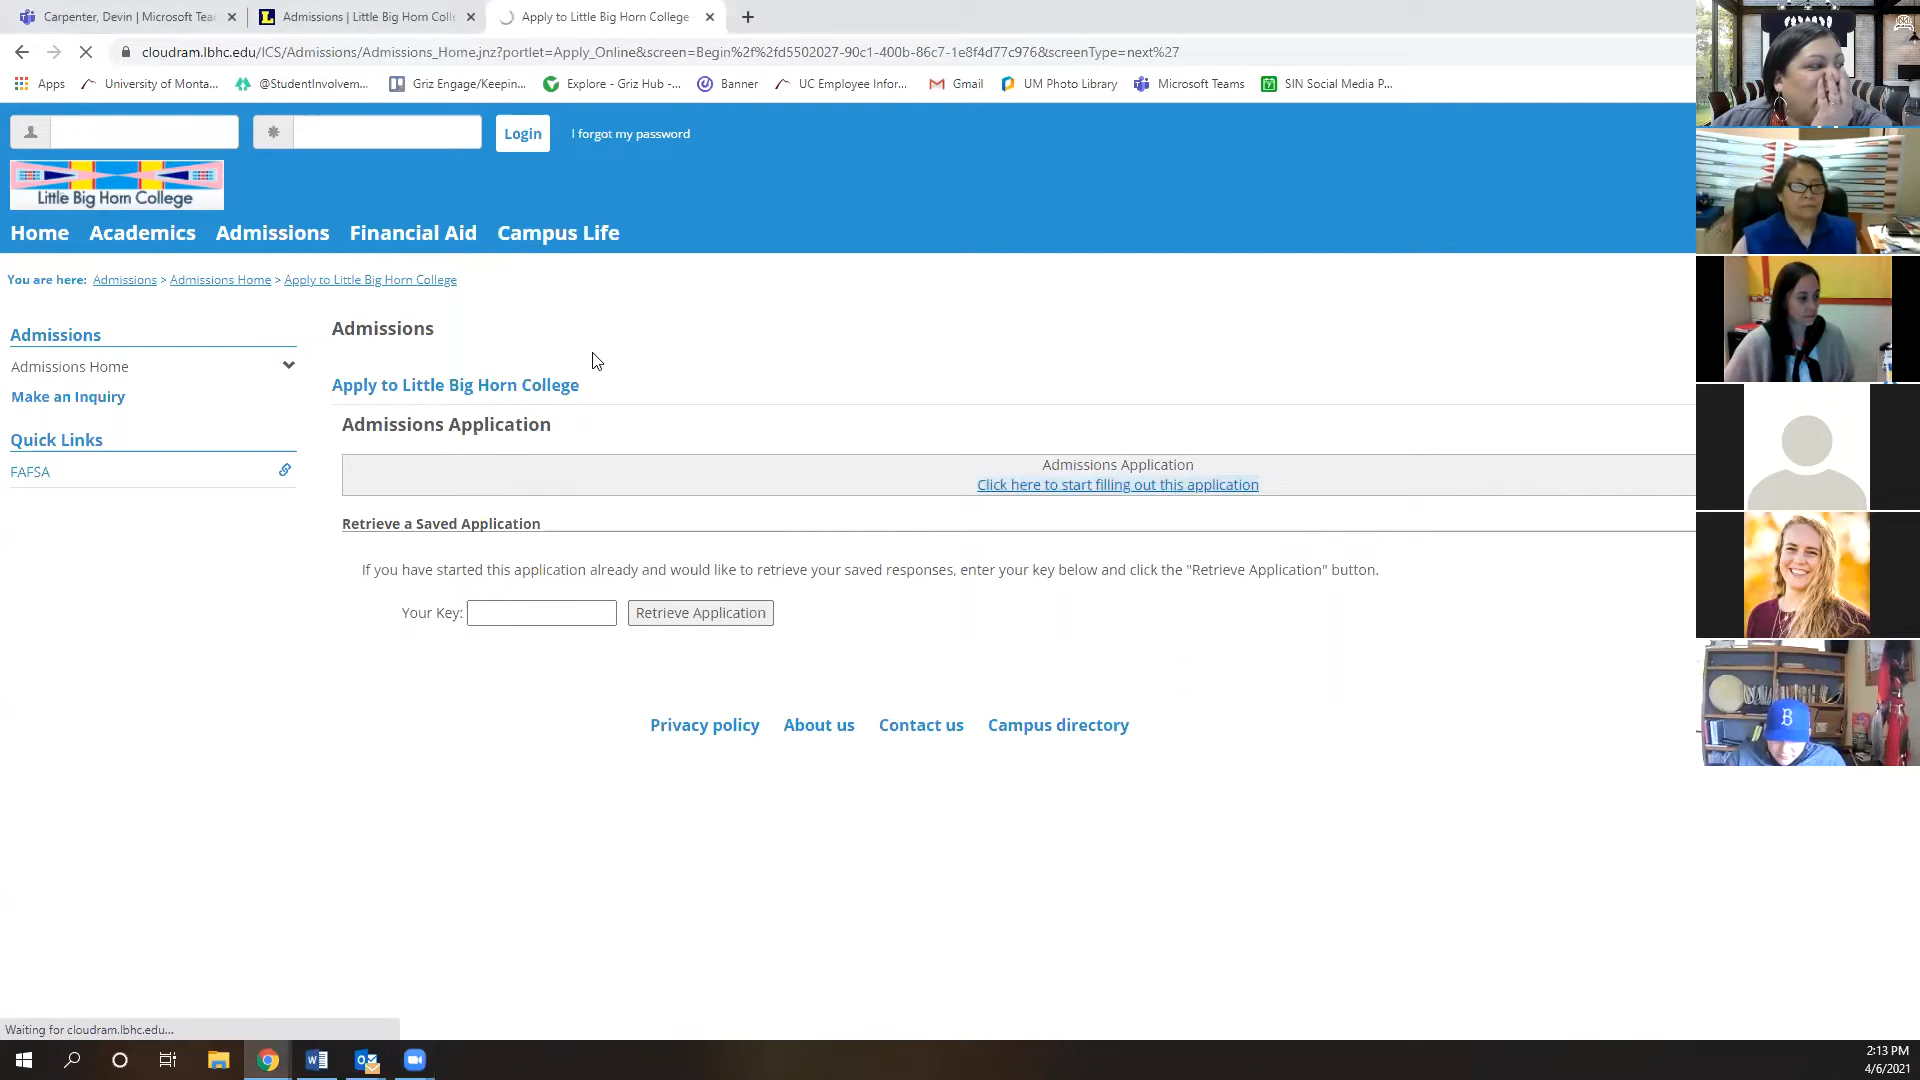 Carpenter, Devin | Microsoft Tea
Admissions | Little Big Horn Coll
Apply to Little Big Horn College
cloudram.lbhc.edu/ICS/Admissions/Admissions_Home.jnz?portlet=Apply_Online&screen=Begin%2f%2fd5502027-90c1-400b-86c7-1e8f4d77c976&screenType=next%27
Apps
University of Monta...
@StudentInvolvem...
Griz Engage/Keepin...
Explore - Griz Hub -...
Banner
UC Employee Infor...
Gmail
UM Photo Library
Microsoft Teams
SIN Social Media P...
Login
I forgot my password
Little Big Horn College
Home Academics Admissions Financial Aid Campus Life
You are here: Admissions > Admissions Home > Apply to Little Big Horn College
Admissions
Admissions Home
Make an Inquiry
Quick Links
FAFSA
Admissions
Apply to Little Big Horn College
Admissions Application
Admissions Application
Click here to start filling out this application
Retrieve a Saved Application
If you have started this application already and would like to retrieve your saved responses, enter your key below and click the "Retrieve Application" button.
Your Key: Retrieve Application
Privacy policy About us Contact us Campus directory
Waiting for cloudram.lbhc.edu...
B
2:13 PM
4/6/2021